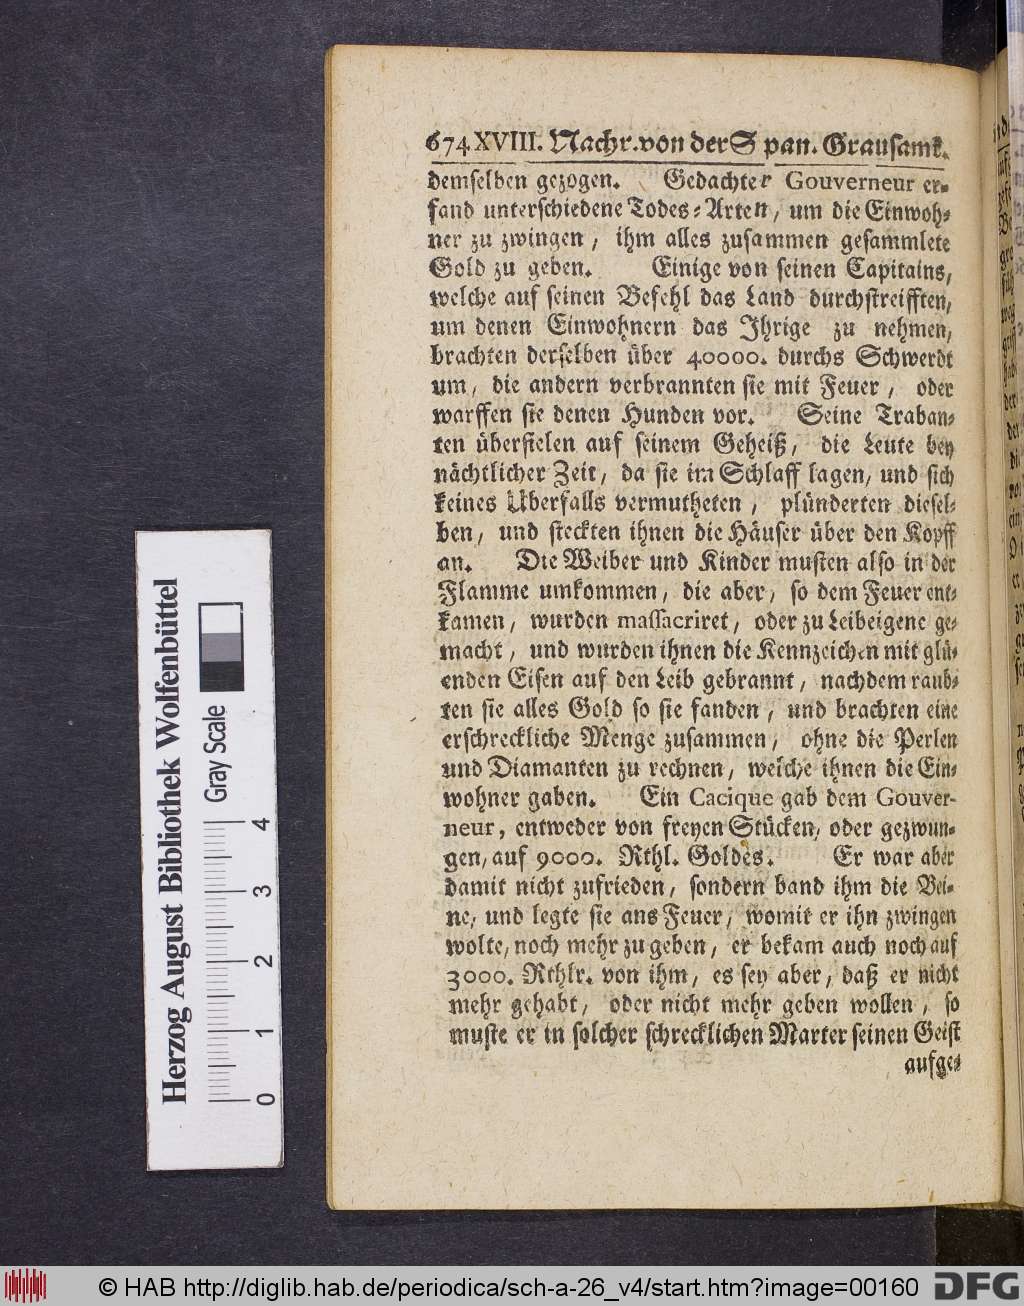 674 XVIII. Nachr. von der Span. Grausamk.
demselben gezogen. Gedachter Gouverneur er-
fand unterschiedene Todes-Arten, um die Einwoh-
ner zu zwingen, ihm alles zusammen gesammlete
Gold zu geben. Einige von seinen Capitains,
welche auf seinen Befehl das Land durchstreifften,
um denen Einwohnern das Ihrige zu nehmen,
brachten derselben über 40000. durchs Schwerdt
um, die andern verbrannten sie mit Feuer, oder
warffen sie denen Hunden vor. Seine Traban-
ten überfielen auf seinem Geheiß, die Leute bey
nächtlicher Zeit, da sie im Schlaff lagen, und sich
keines Überfalls vermutheten, plünderten diesel-
ben, und steckten ihnen die Häuser über den Kopff
an. Die Weiber und Kinder musten also in der
Flamme umkommen, die aber, so dem Feuer ent-
kamen, wurden massacriret, oder zu Leibeigene ge-
macht, und wurden ihnen die Kennzeichen mit glü-
enden Eisen auf den Leib gebrannt, nachdem raub-
ten sie alles Gold so sie fanden, und brachten eine
erschreckliche Menge zusammen, ohne die Perlen
und Diamanten zu rechnen, welche ihnen die Ein-
wohner gaben. Ein Cacique gab dem Gouver-
neur, entweder von freyen Stücken, oder gezwun-
gen, auf 9000. Rthl. Goldes. Er war aber
damit nicht zufrieden, sondern band ihm die Bei-
ne, und legte sie ans Feuer, womit er ihn zwingen
wolte, noch mehr zu geben, er bekam auch noch auf
3000. Rthlr. von ihm, es sey aber, daß er nicht
mehr gehabt, oder nicht mehr geben wollen, so
muste er in solcher schrecklichen Marter seinen Geist
aufge-
Herzog August Bibliothek Wolfenbüttel
Gray Scale
0 1 2 3 4
© HAB http://diglib.hab.de/periodica/sch-a-26_v4/start.htm?image=00160
DFG